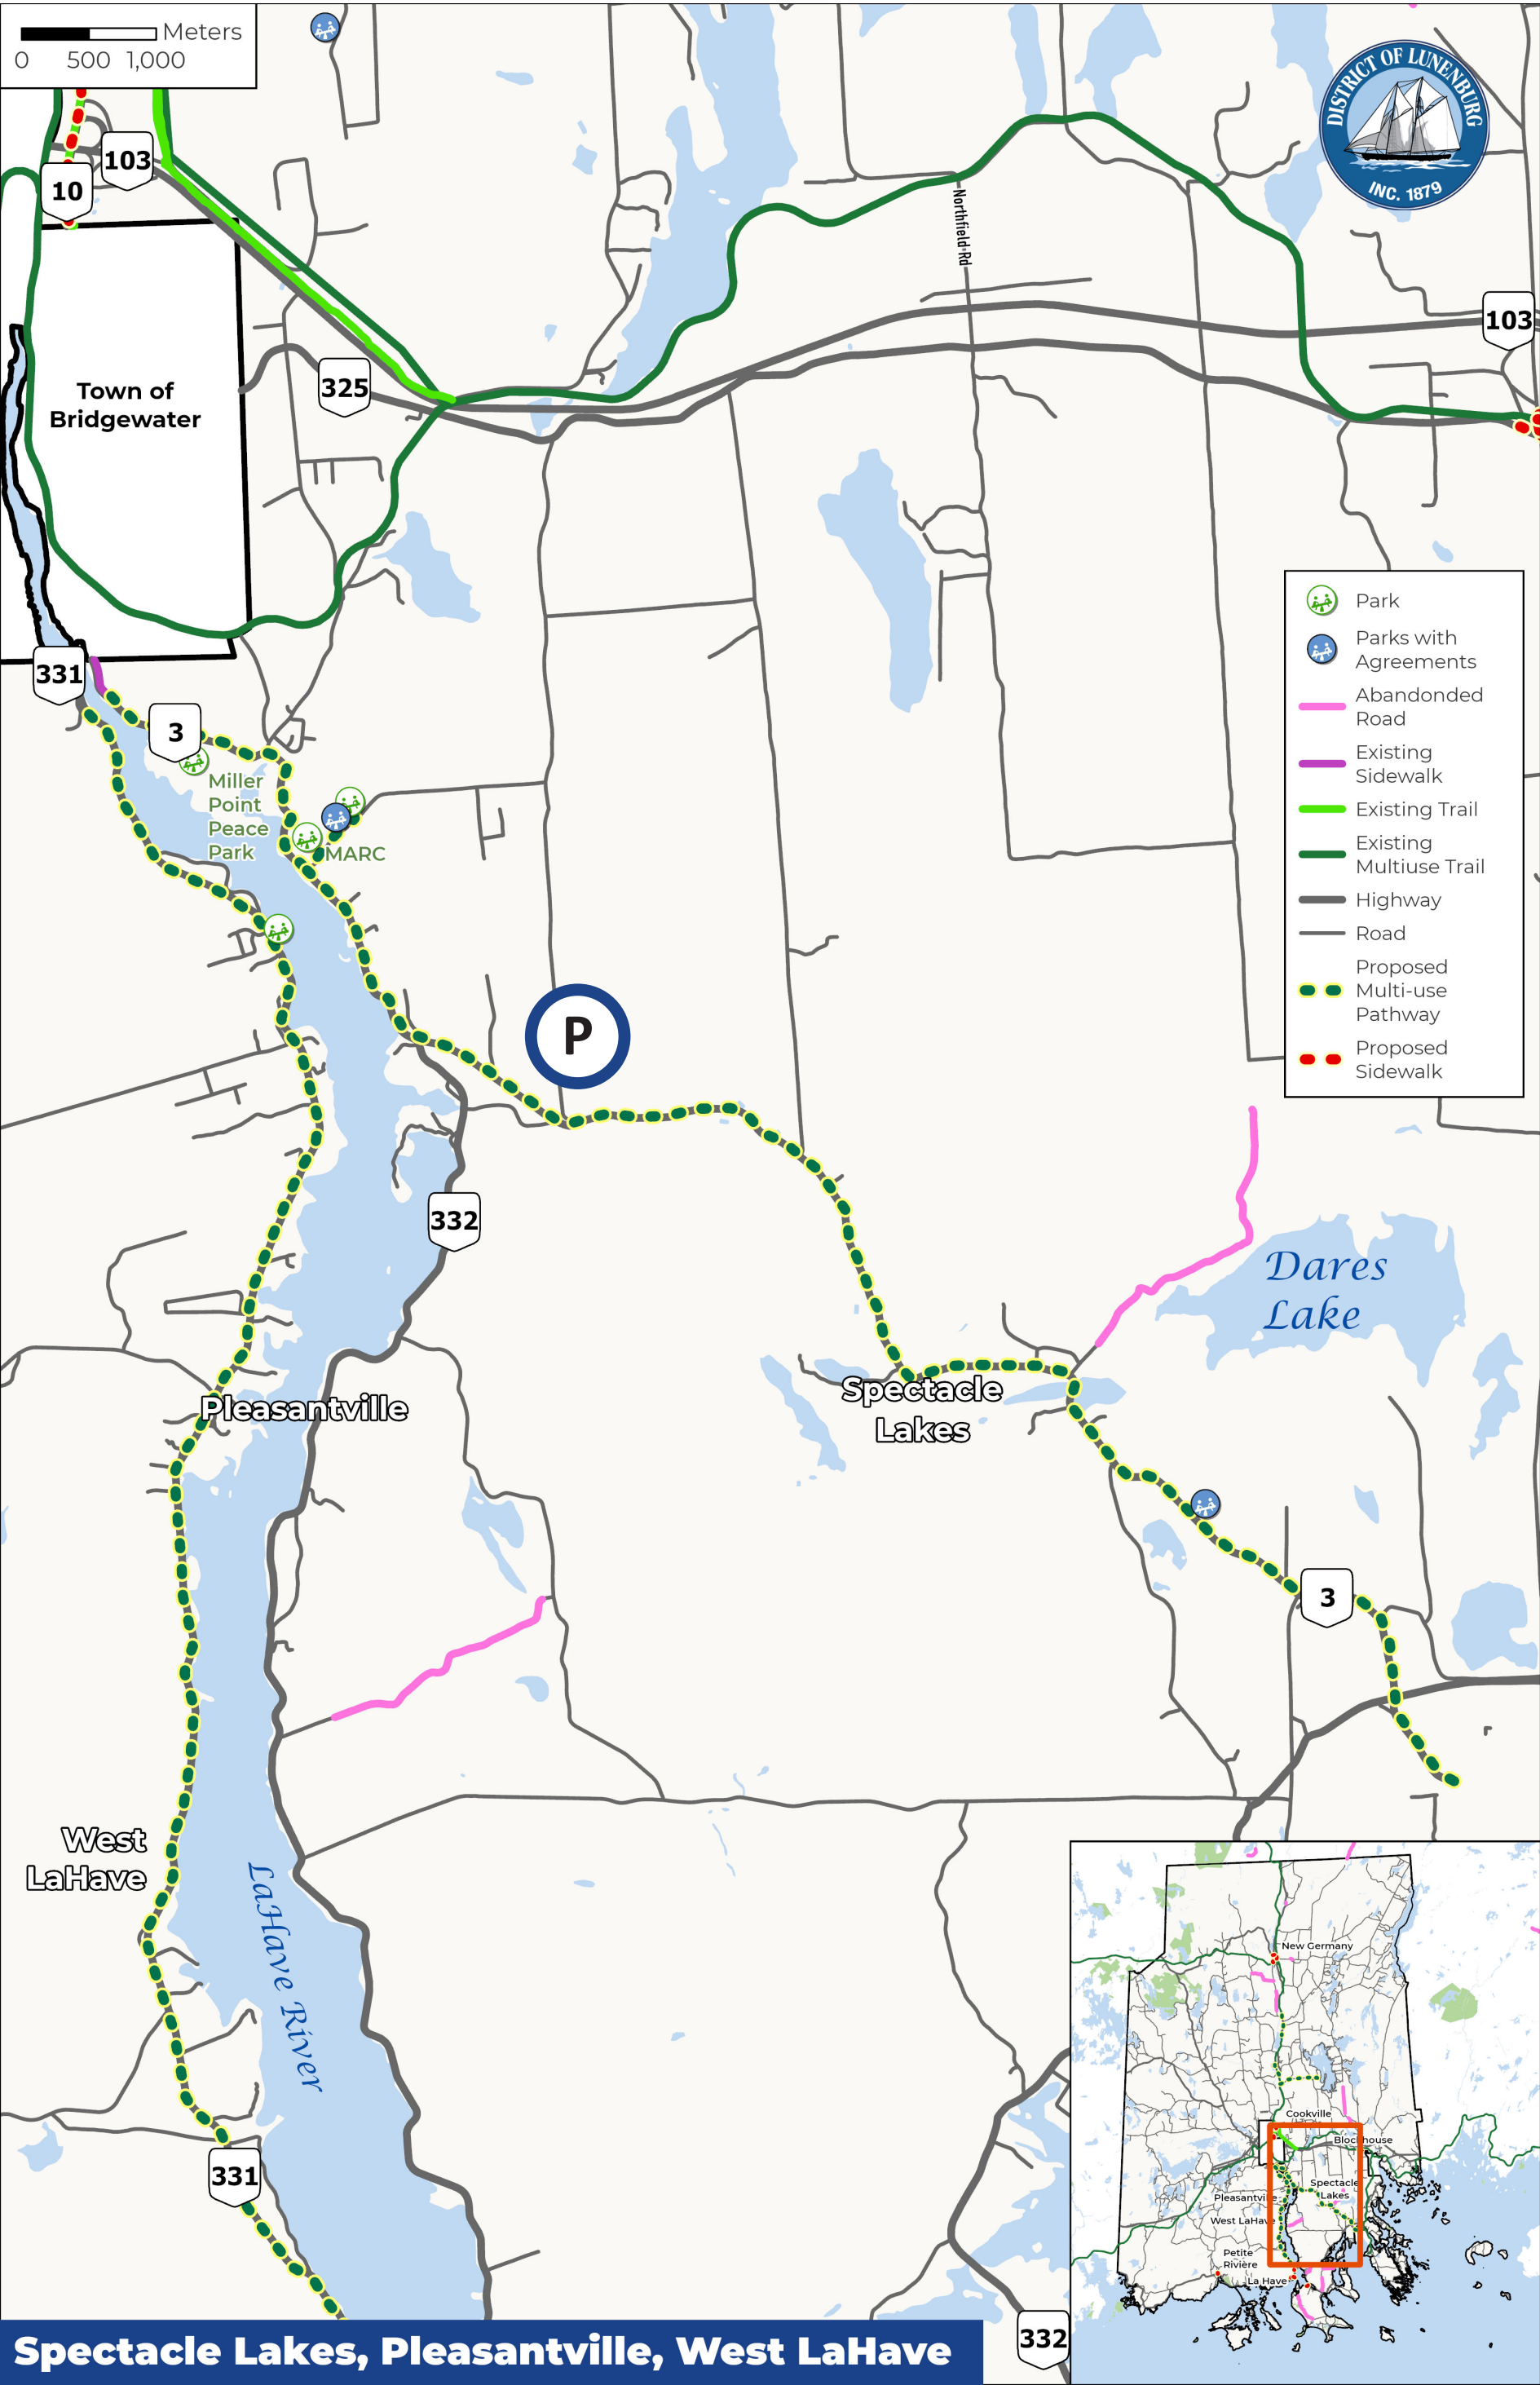 Meters
0 500 1,000
DISTRICT OF LUNENBURG
INC. 1879
103
10
Northfield Rd
103
325
Town of
Bridgewater
331
3
Miller
Point
Peace
Park
MARC
P
332
Park
Parks with
Agreements
Abandonded
Road
Existing
Sidewalk
Existing Trail
Existing
Multiuse Trail
Highway
Road
Proposed
Multi-use
Pathway
Proposed
Sidewalk
Dares
Lake
Pleasantville
Spectacle
Lakes
3
West
LaHave
LaHave River
331
332
New Germany
Cookville
Blockhouse
Spectacle
Lakes
Pleasantville
West LaHave
Petite
Rivière
La Have
Spectacle Lakes, Pleasantville, West LaHave